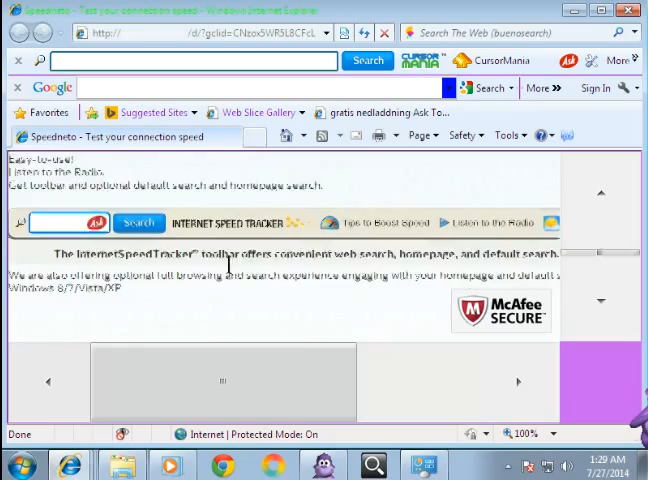 Speedneto - Test your connection speed - Windows Internet Explorer
http:// /d/?gclid=CNzox5WR5L8CFcL
Search The Web (buenosearch)
Search CURSOR MANIA CursorMania Ask More
Google Search More » Sign In
Favorites Suggested Sites Web Slice Gallery gratis nedladdning Ask To...
Speedneto - Test your connection speed Page Safety Tools
Easy-to-use!
Listen to the Radio.
Get toolbar and optional default search and homepage search.
Ask Search INTERNET SPEED TRACKER Tips to Boost Speed Listen to the Radio
The InternetSpeedTracker™ toolbar offers convenient web search, homepage, and default search.
We are also offering optional full browsing and search experience engaging with your homepage and default s
Windows 8/7/Vista/XP
McAfee
SECURE™
Done Internet | Protected Mode: On 100%
1:29 AM
7/27/2014